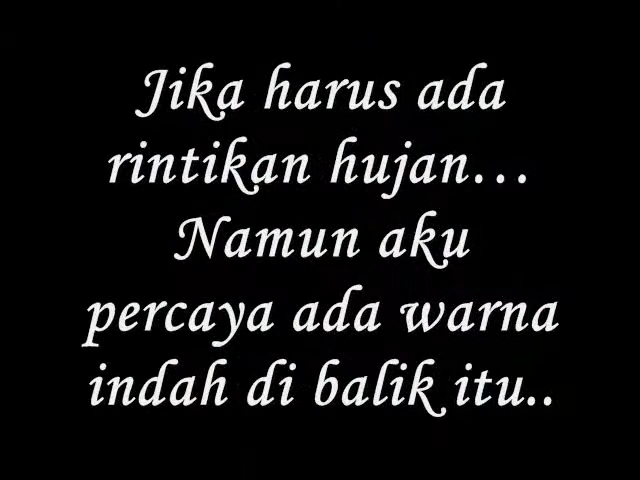 Jika harus ada
rintikan hujan...
Namun aku
percaya ada warna
indah di balik itu..